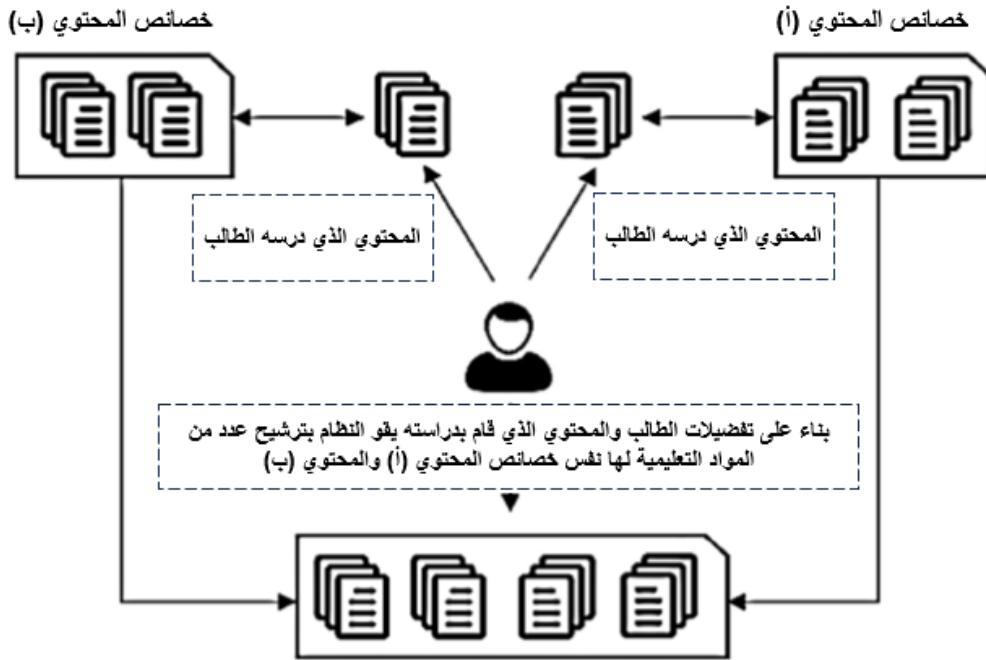 خصائص المحتوي (أ)
خصائص المحتوي (ب)
المحتوي الذي درسه الطالب
المحتوي الذي درسه الطالب
بناء على تفضيلات الطالب والمحتوي الذي قام بدراسته يقو النظام بترشيح عدد من
المواد التعليمية لها نفس خصائص المحتوي (أ) والمحتوي (ب)